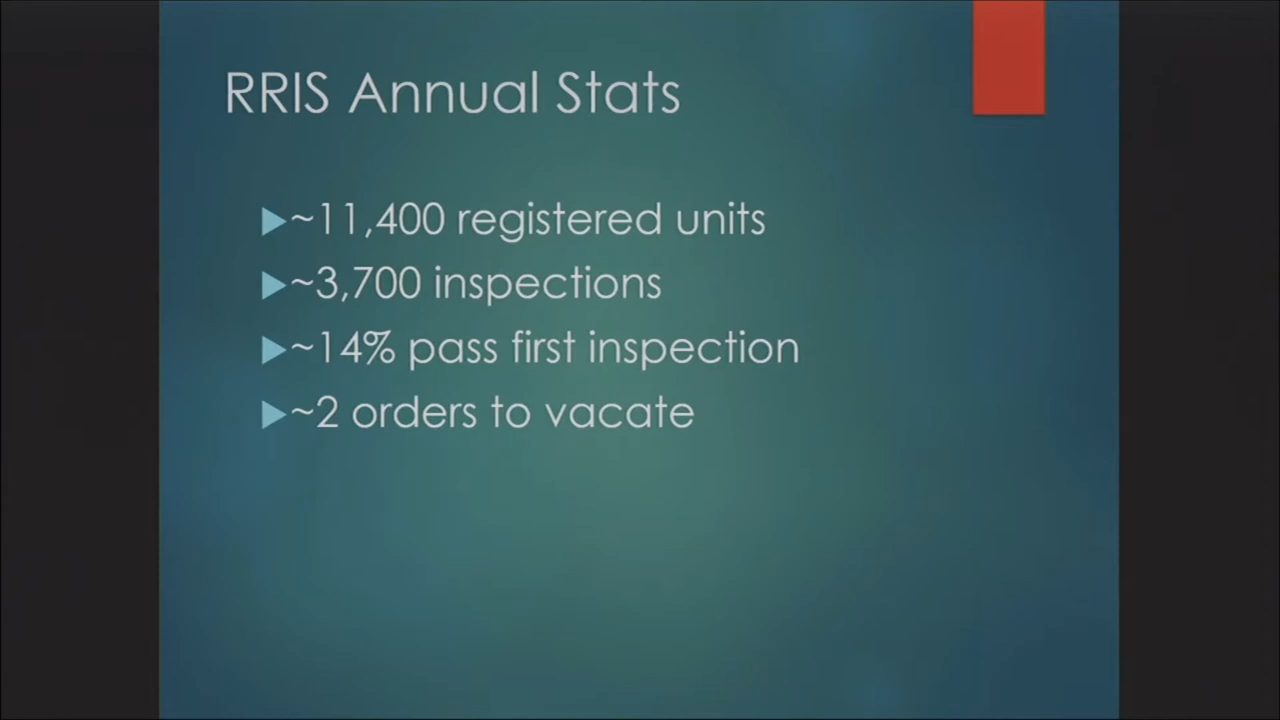 RRIS Annual Stats
~11,400 registered units
~3,700 inspections
~14% pass first inspection
~2 orders to vacate